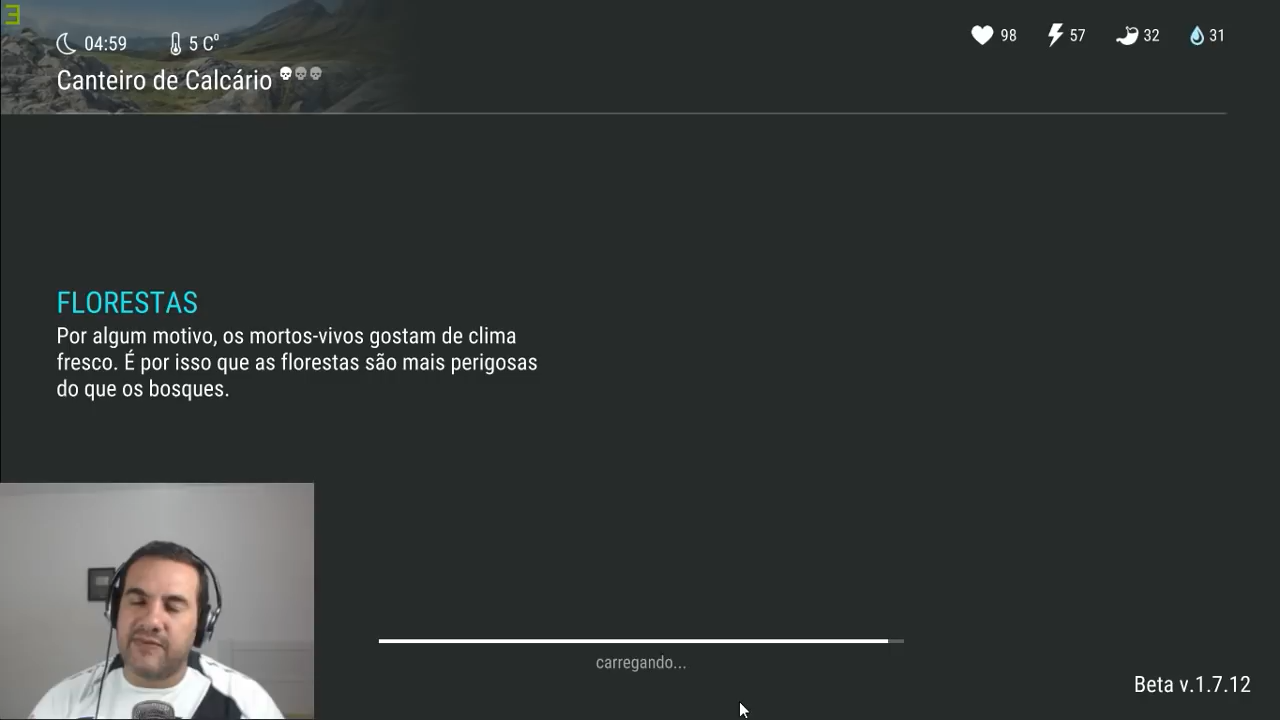 3
04:59
5 Cº
98
57
32
31
Canteiro de Calcário
FLORESTAS
Por algum motivo, os mortos-vivos gostam de clima
fresco. É por isso que as florestas são mais perigosas
do que os bosques.
carregando...
Beta v.1.7.12